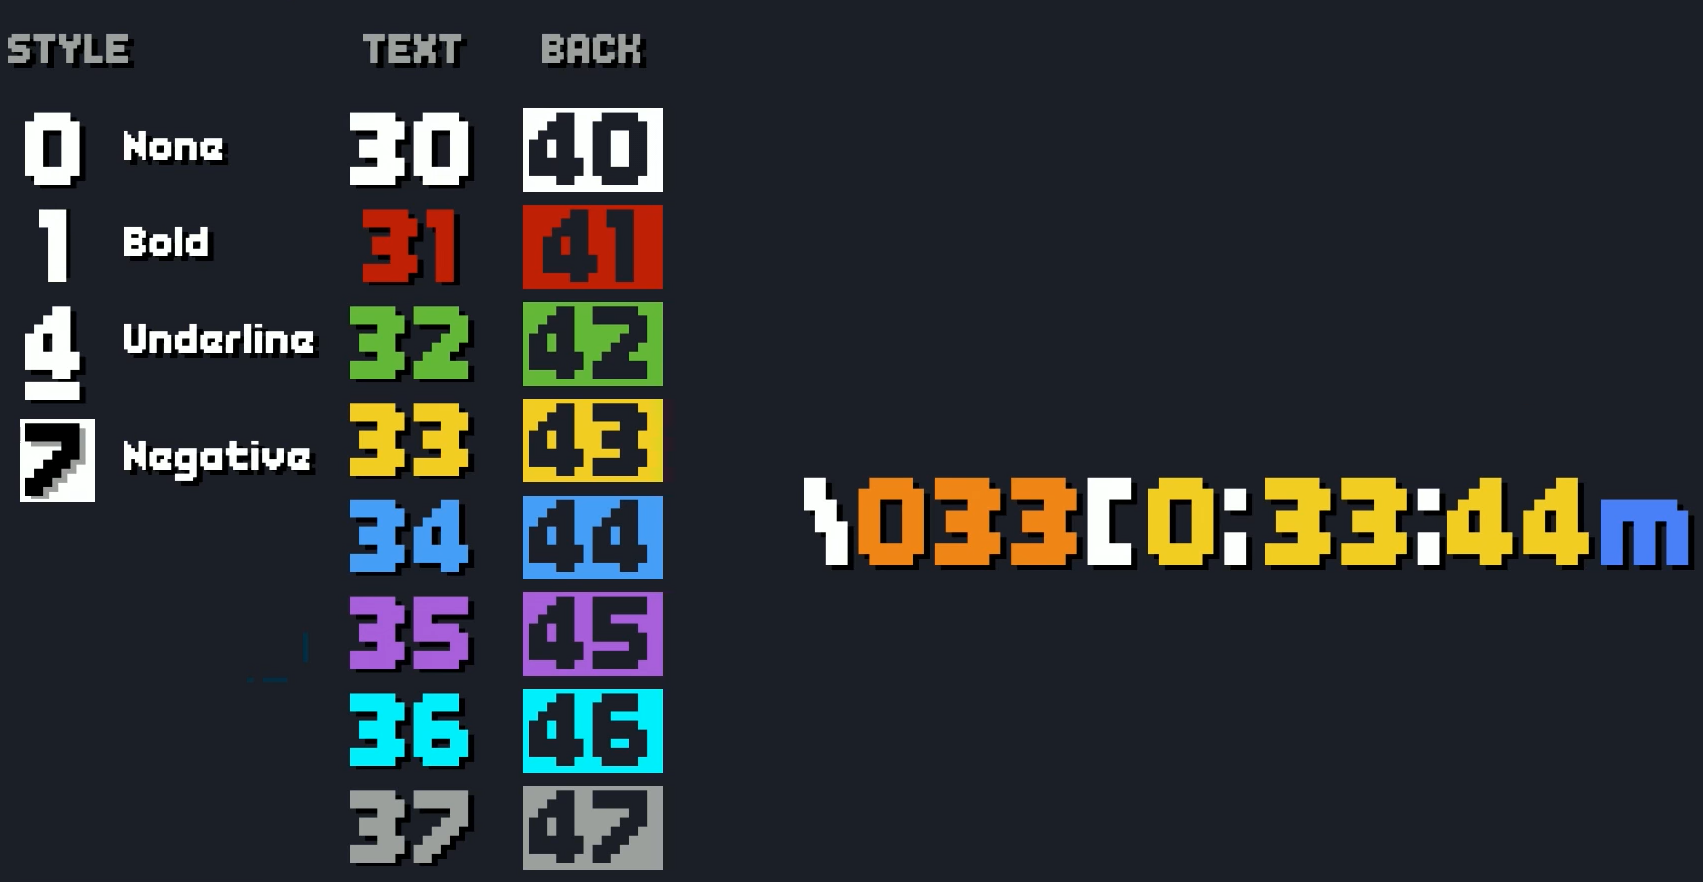 STYLE TEXT BACK
0 None 30 40
1 Bold 31 41
4 Underline 32 42
7 Negative 33 43
34 44
\033[0;33;44m
35 45
36 46
37 47